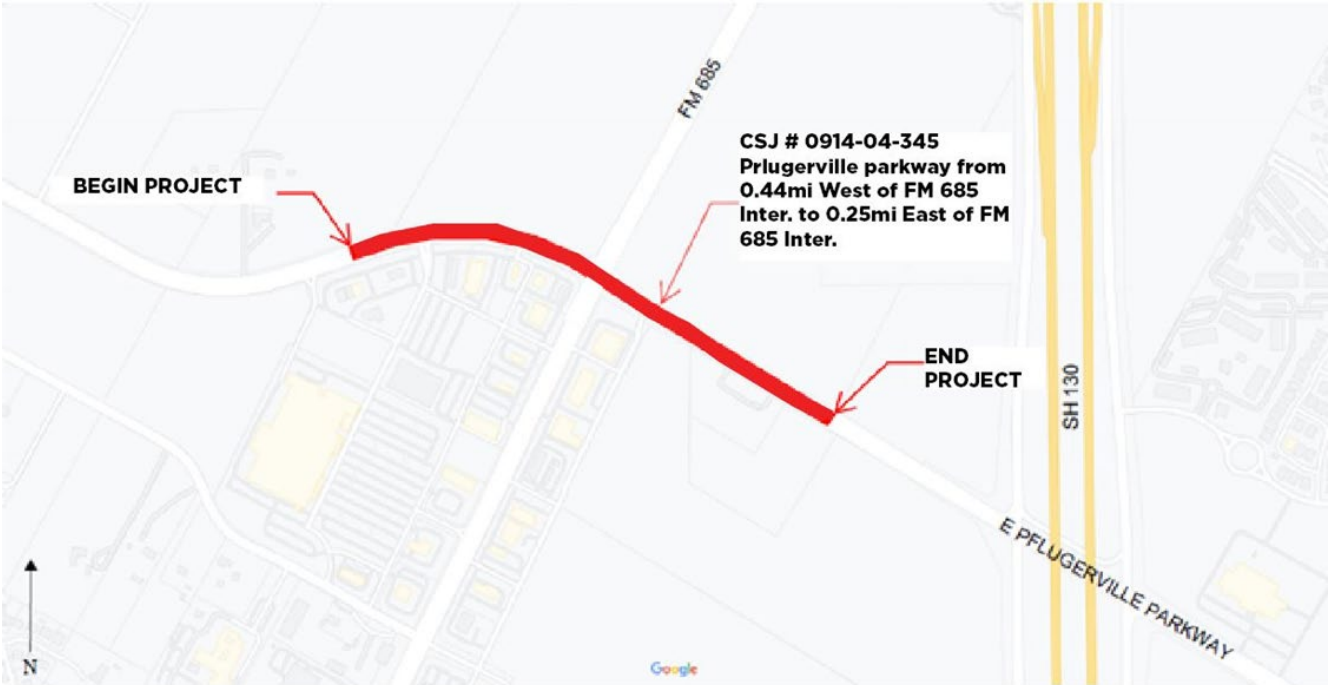 FM 685
CSJ # 0914-04-345
Prlugerville parkway from
0.44mi West of FM 685
Inter. to 0.25mi East of FM
685 Inter.
BEGIN PROJECT
END
PROJECT
SH 130
E PFLUGERVILLE PARKWAY
N
Google